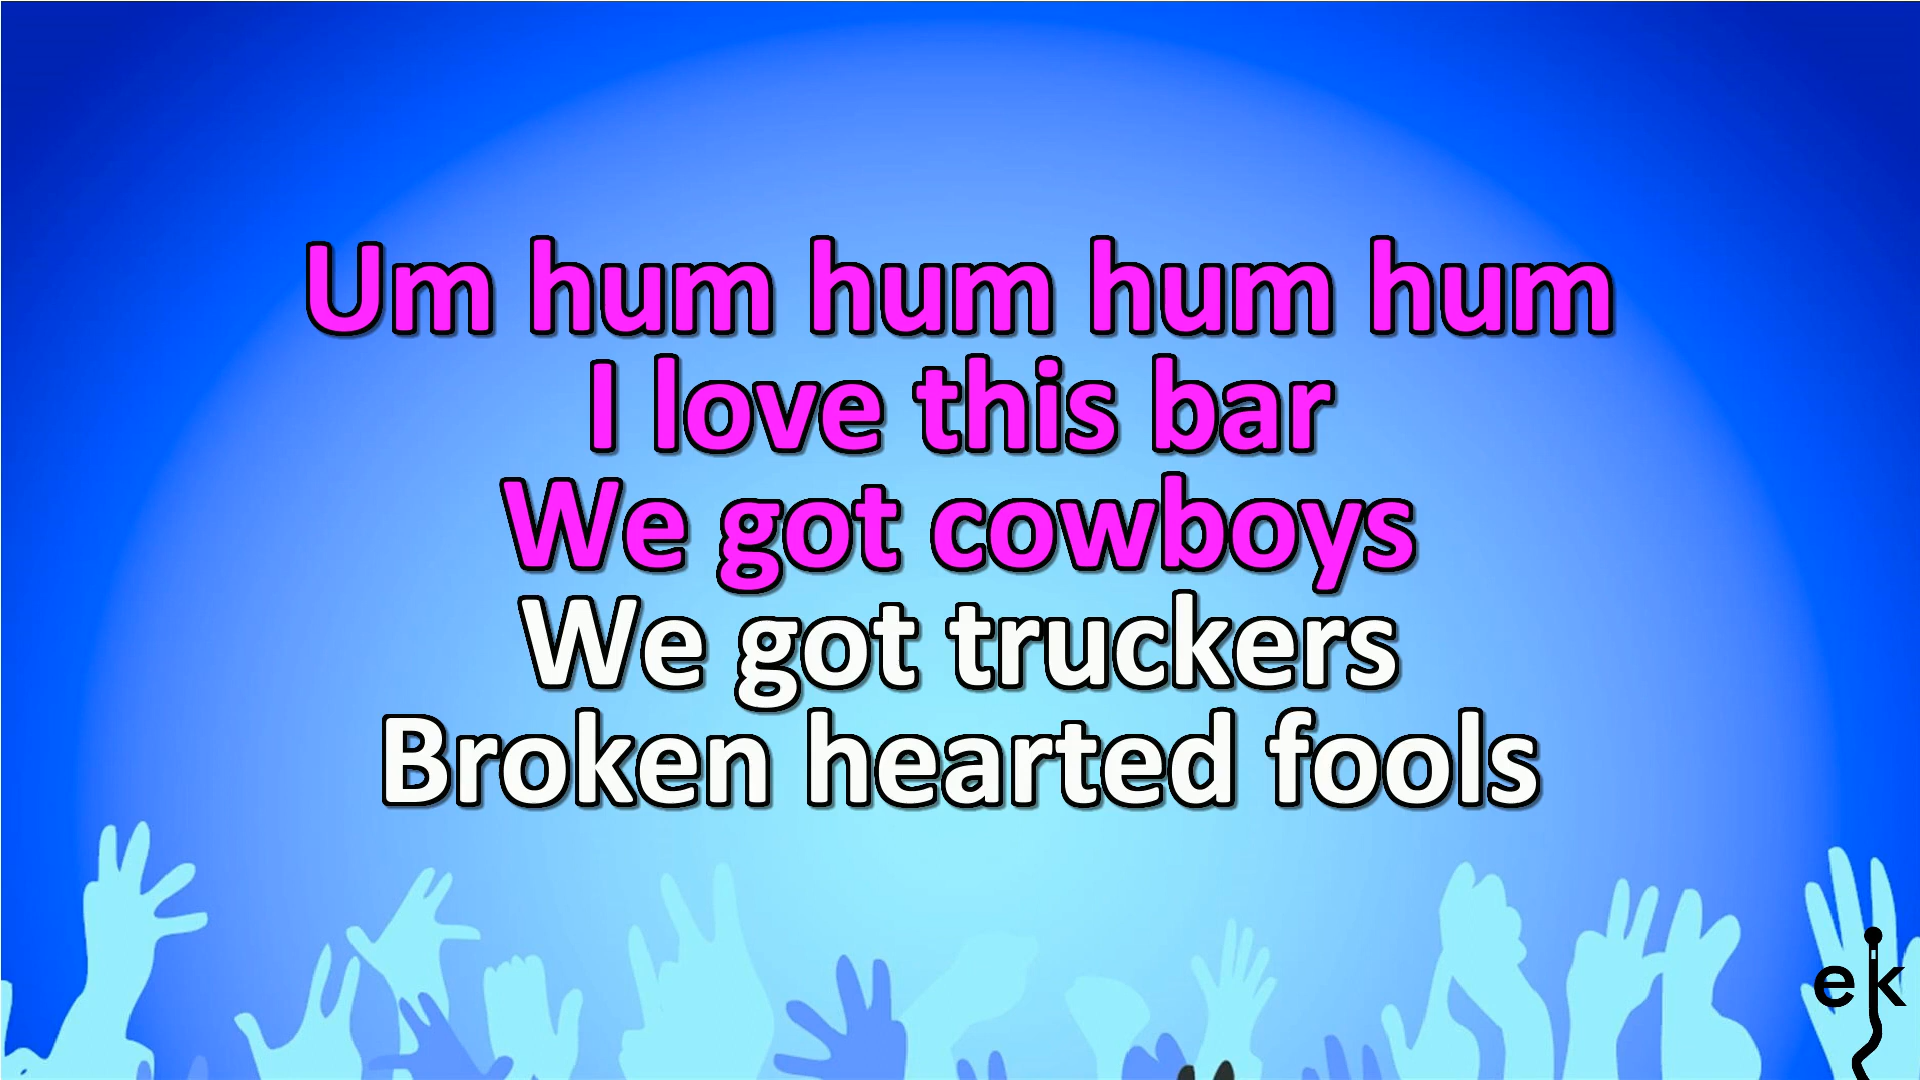 Um hum hum hum hum
I love this bar
We got cowboys
We got truckers
Broken hearted fools
ek